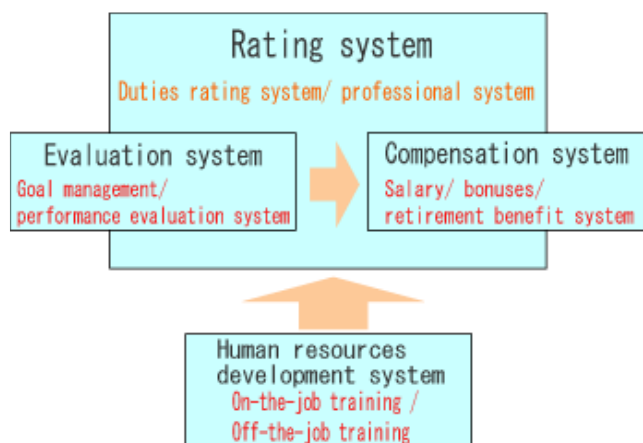 Rating system
Duties rating system/ professional system
Evaluation system
Goal management/
performance evaluation system
Compensation system
Salary/ bonuses/
retirement benefit system
Human resources
development system
On-the-job training /
Off-the-job training